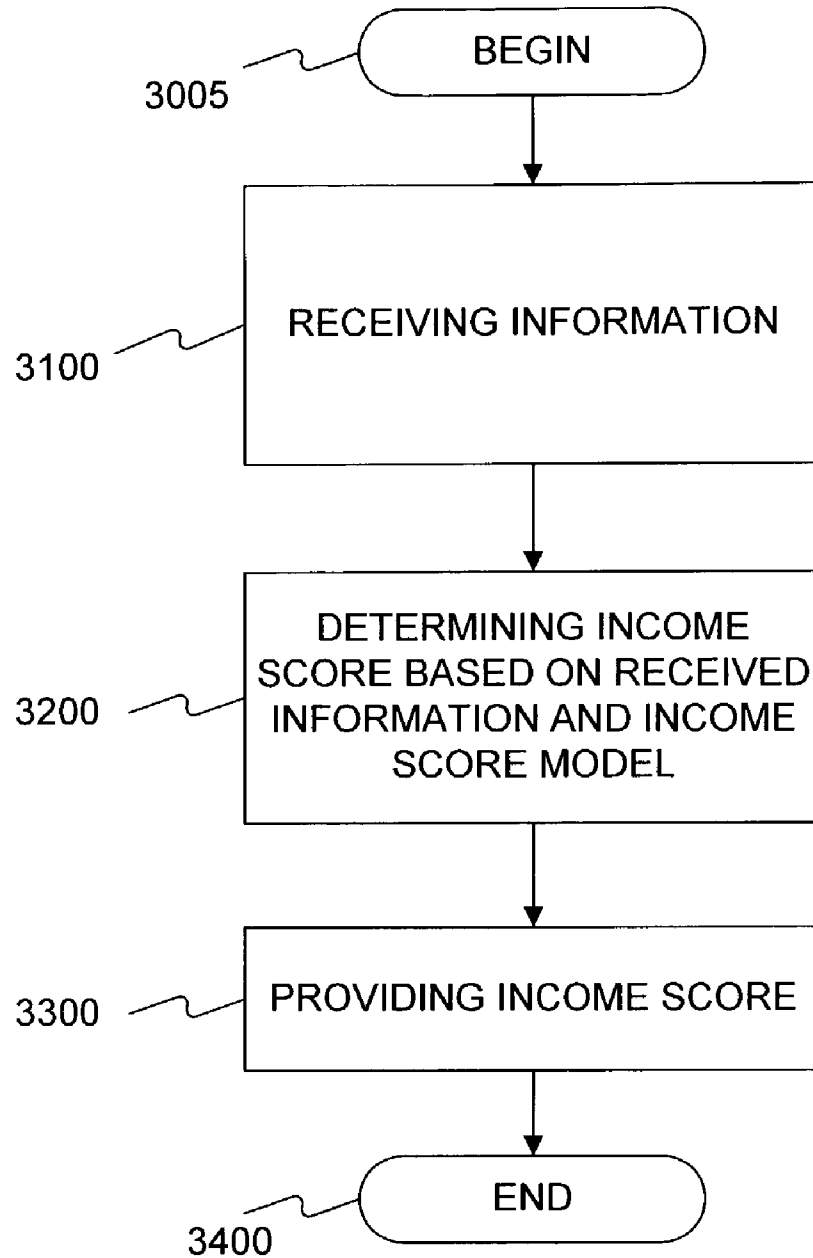 BEGIN
3005
RECEIVING INFORMATION
3100
DETERMINING INCOME
SCORE BASED ON RECEIVED
INFORMATION AND INCOME
SCORE MODEL
3200
PROVIDING INCOME SCORE
3300
END
3400